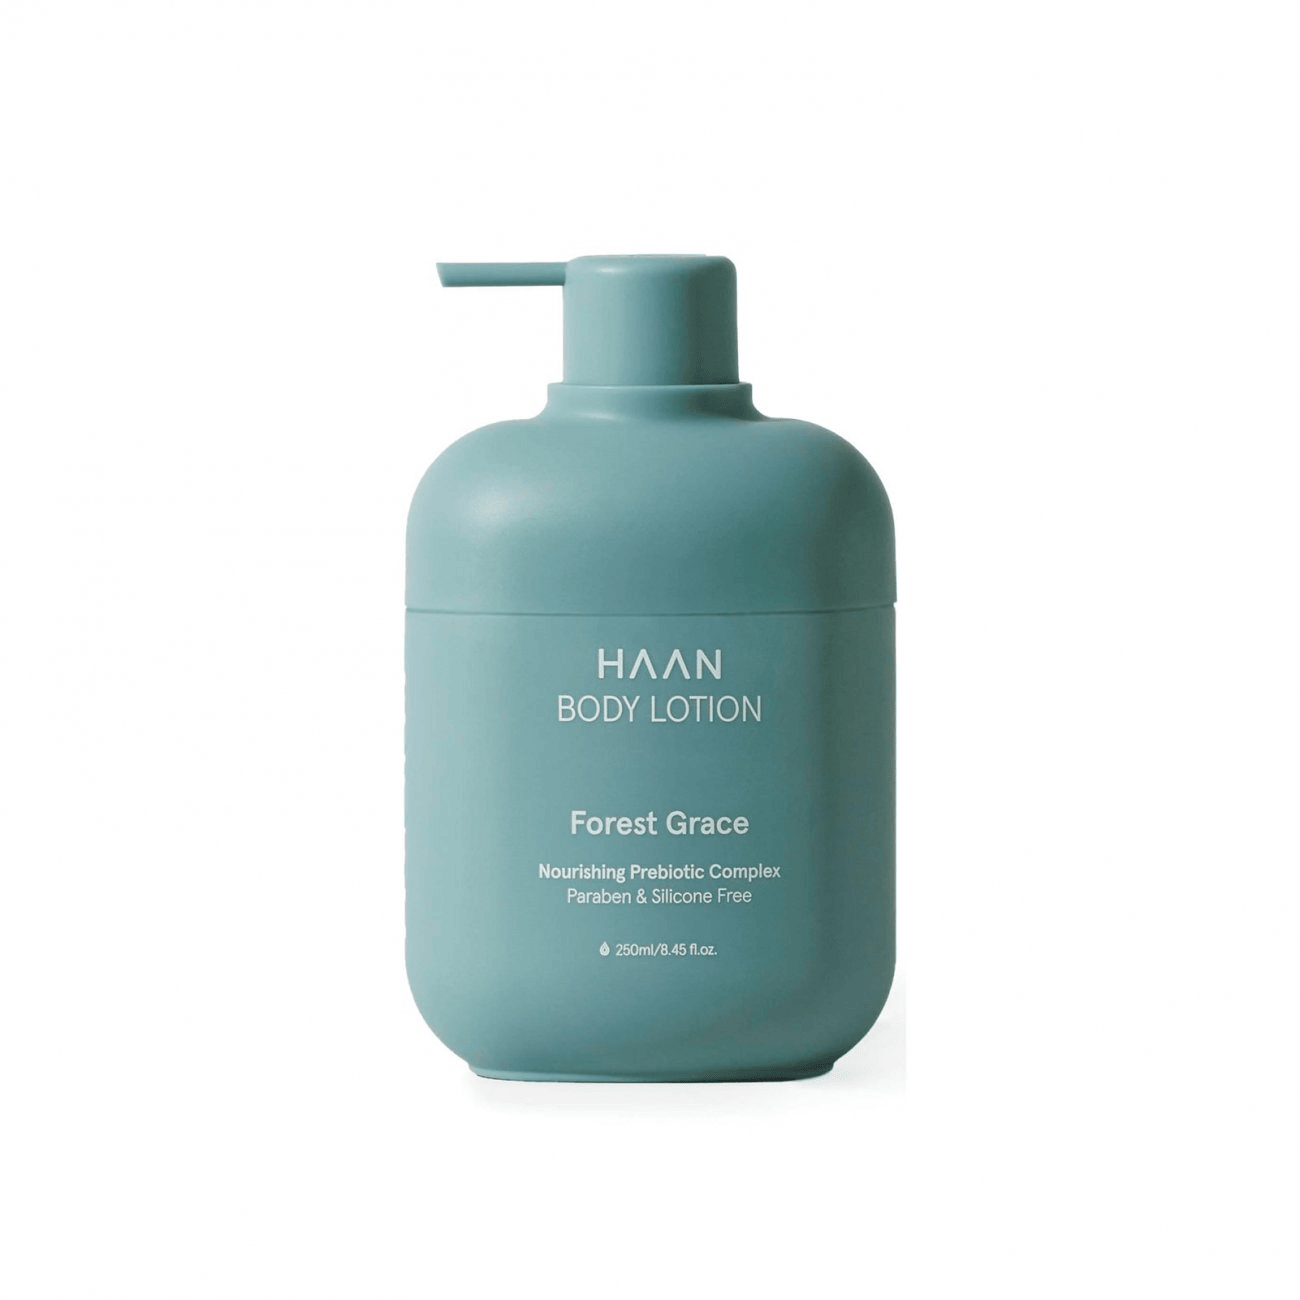 HAAN
BODY LOTION
Forest Grace
Nourishing Prebiotic Complex
Paraben & Silicone Free
250ml/8.45 fl.oz.